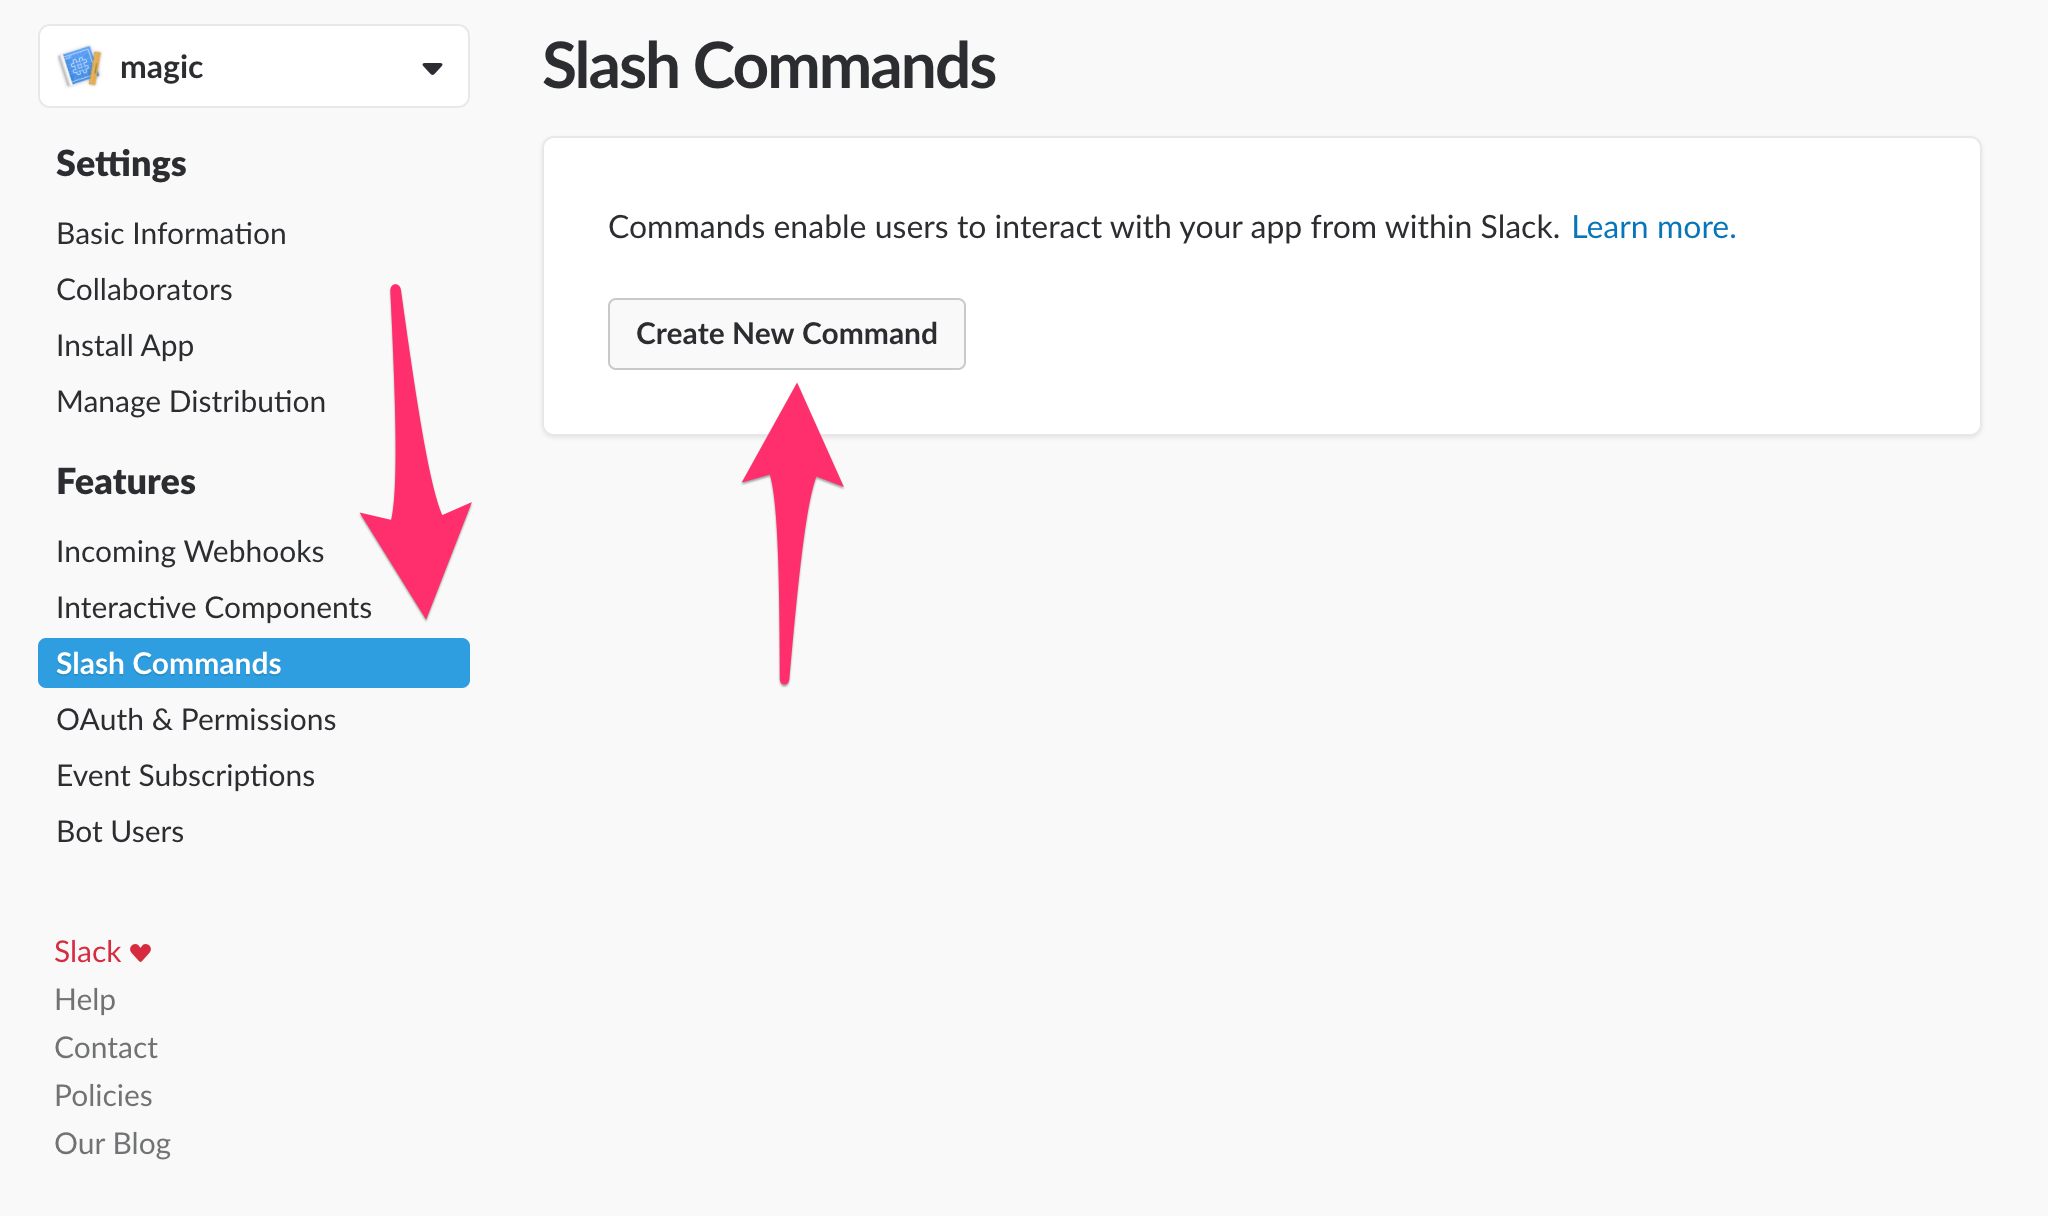 magic
Settings
Basic Information
Collaborators
Install App
Manage Distribution
Features
Incoming Webhooks
Interactive Components
Slash Commands
OAuth & Permissions
Event Subscriptions
Bot Users
Slack ♥
Help
Contact
Policies
Our Blog
Slash Commands
Commands enable users to interact with your app from within Slack. Learn more.
Create New Command